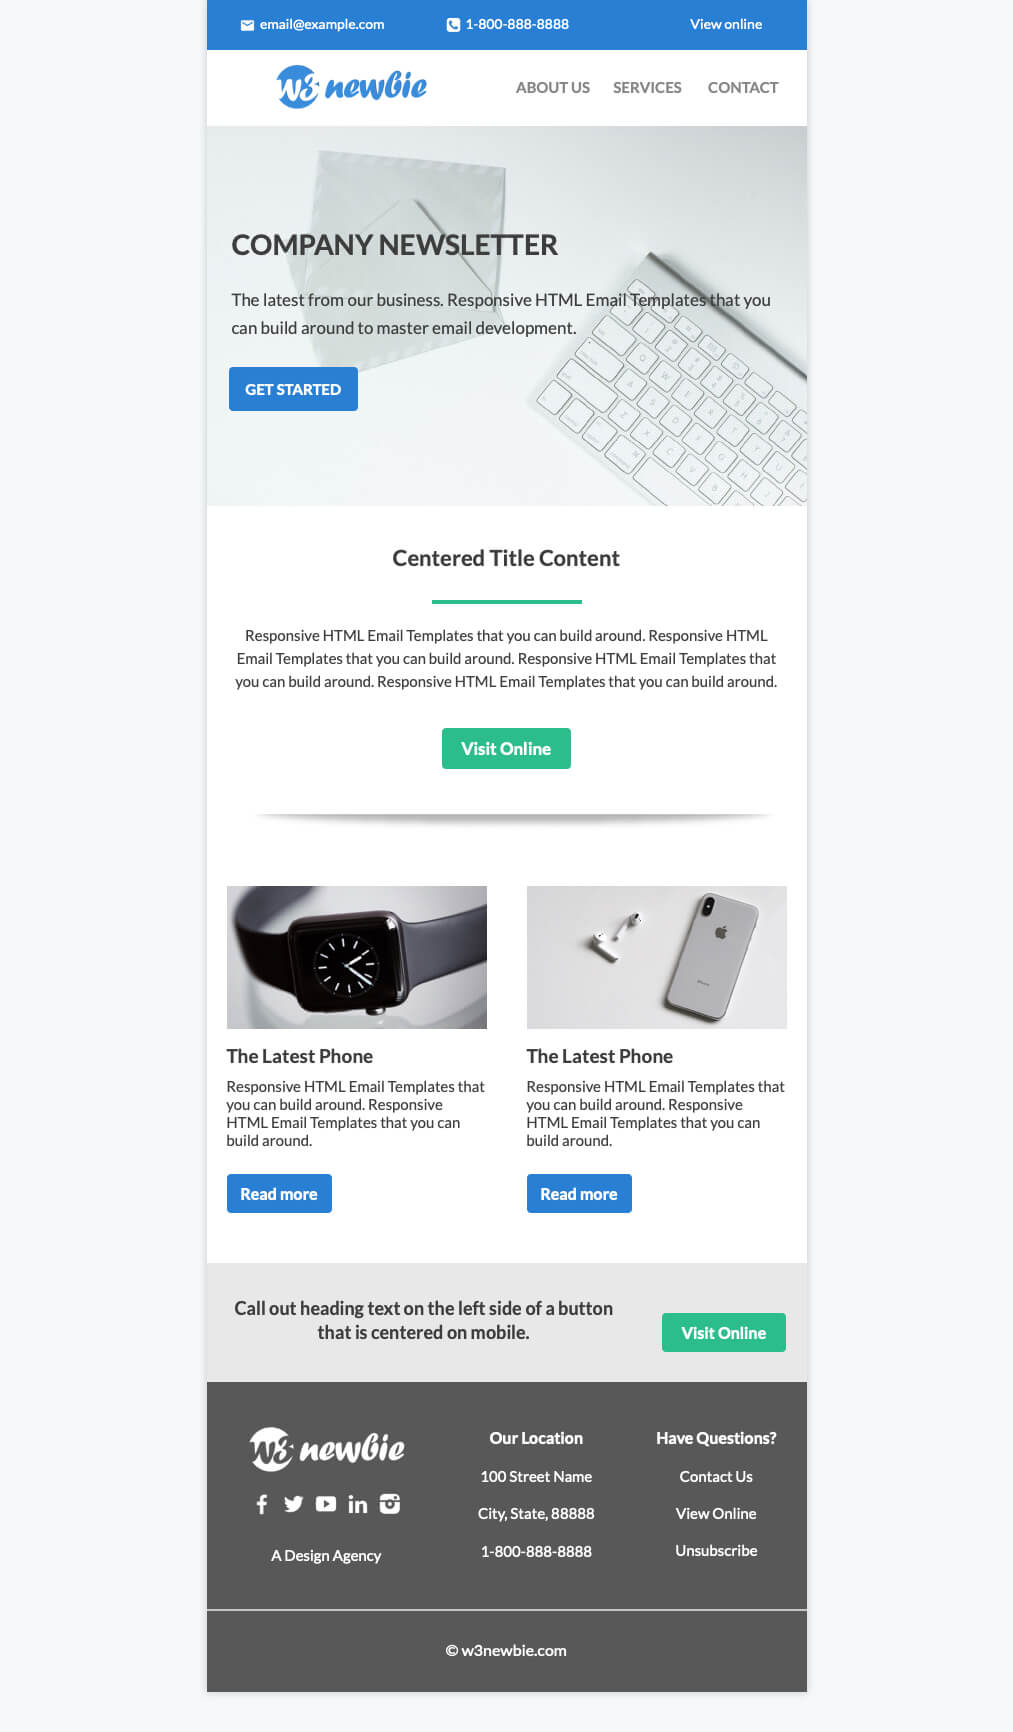 email@example.com
1-800-888-8888
View online
w3 newbie
ABOUT US
SERVICES
CONTACT
COMPANY NEWSLETTER
The latest from our business. Responsive HTML Email Templates that you
can build around to master email development.
GET STARTED
Centered Title Content
Responsive HTML Email Templates that you can build around. Responsive HTML
Email Templates that you can build around. Responsive HTML Email Templates that
you can build around. Responsive HTML Email Templates that you can build around.
Visit Online
The Latest Phone
Responsive HTML Email Templates that
you can build around. Responsive
HTML Email Templates that you can
build around.
Read more
iPhone
The Latest Phone
Responsive HTML Email Templates that
you can build around. Responsive
HTML Email Templates that you can
build around.
Read more
Call out heading text on the left side of a button
that is centered on mobile.
Visit Online
w3 newbie
A Design Agency
Our Location
100 Street Name
City, State, 88888
1-800-888-8888
Have Questions?
Contact Us
View Online
Unsubscribe
© w3newbie.com